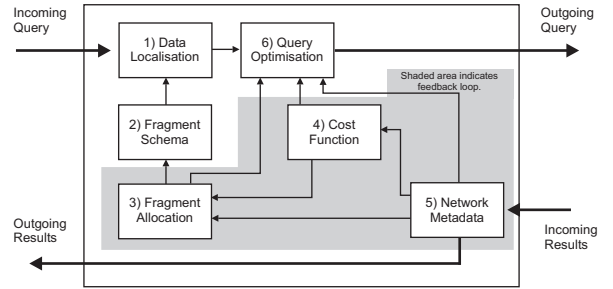 Incoming
Query
Outgoing
Query
1) Data
Localisation
6) Query
Optimisation
Shaded area indicates
feedback loop.
2) Fragment
Schema
4) Cost
Function
3) Fragment
Allocation
5) Network
Metadata
Outgoing
Results
Incoming
Results